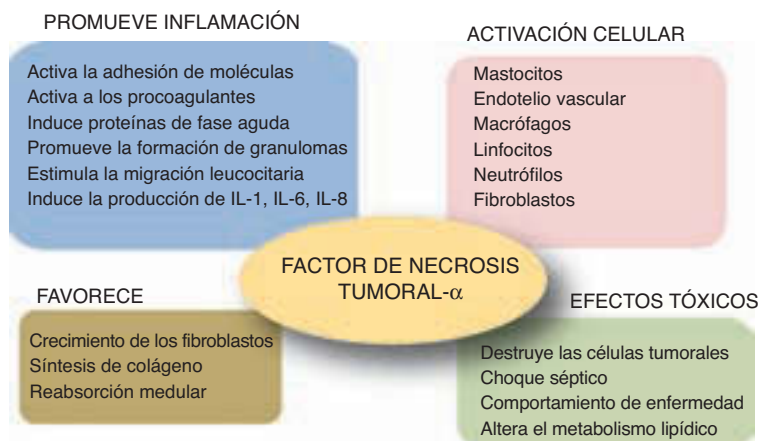 PROMUEVE INFLAMACIÓN
Activa la adhesión de moléculas
Activa a los procoagulantes
Induce proteínas de fase aguda
Promueve la formación de granulomas
Estimula la migración leucocitaria
Induce la producción de IL-1, IL-6, IL-8
ACTIVACIÓN CELULAR
Mastocitos
Endotelio vascular
Macrófagos
Linfocitos
Neutrófilos
Fibroblastos
FACTOR DE NECROSIS
TUMORAL-α
FAVORECE
Crecimiento de los fibroblastos
Síntesis de colágeno
Reabsorción medular
EFECTOS TÓXICOS
Destruye las células tumorales
Choque séptico
Comportamiento de enfermedad
Altera el metabolismo lipídico